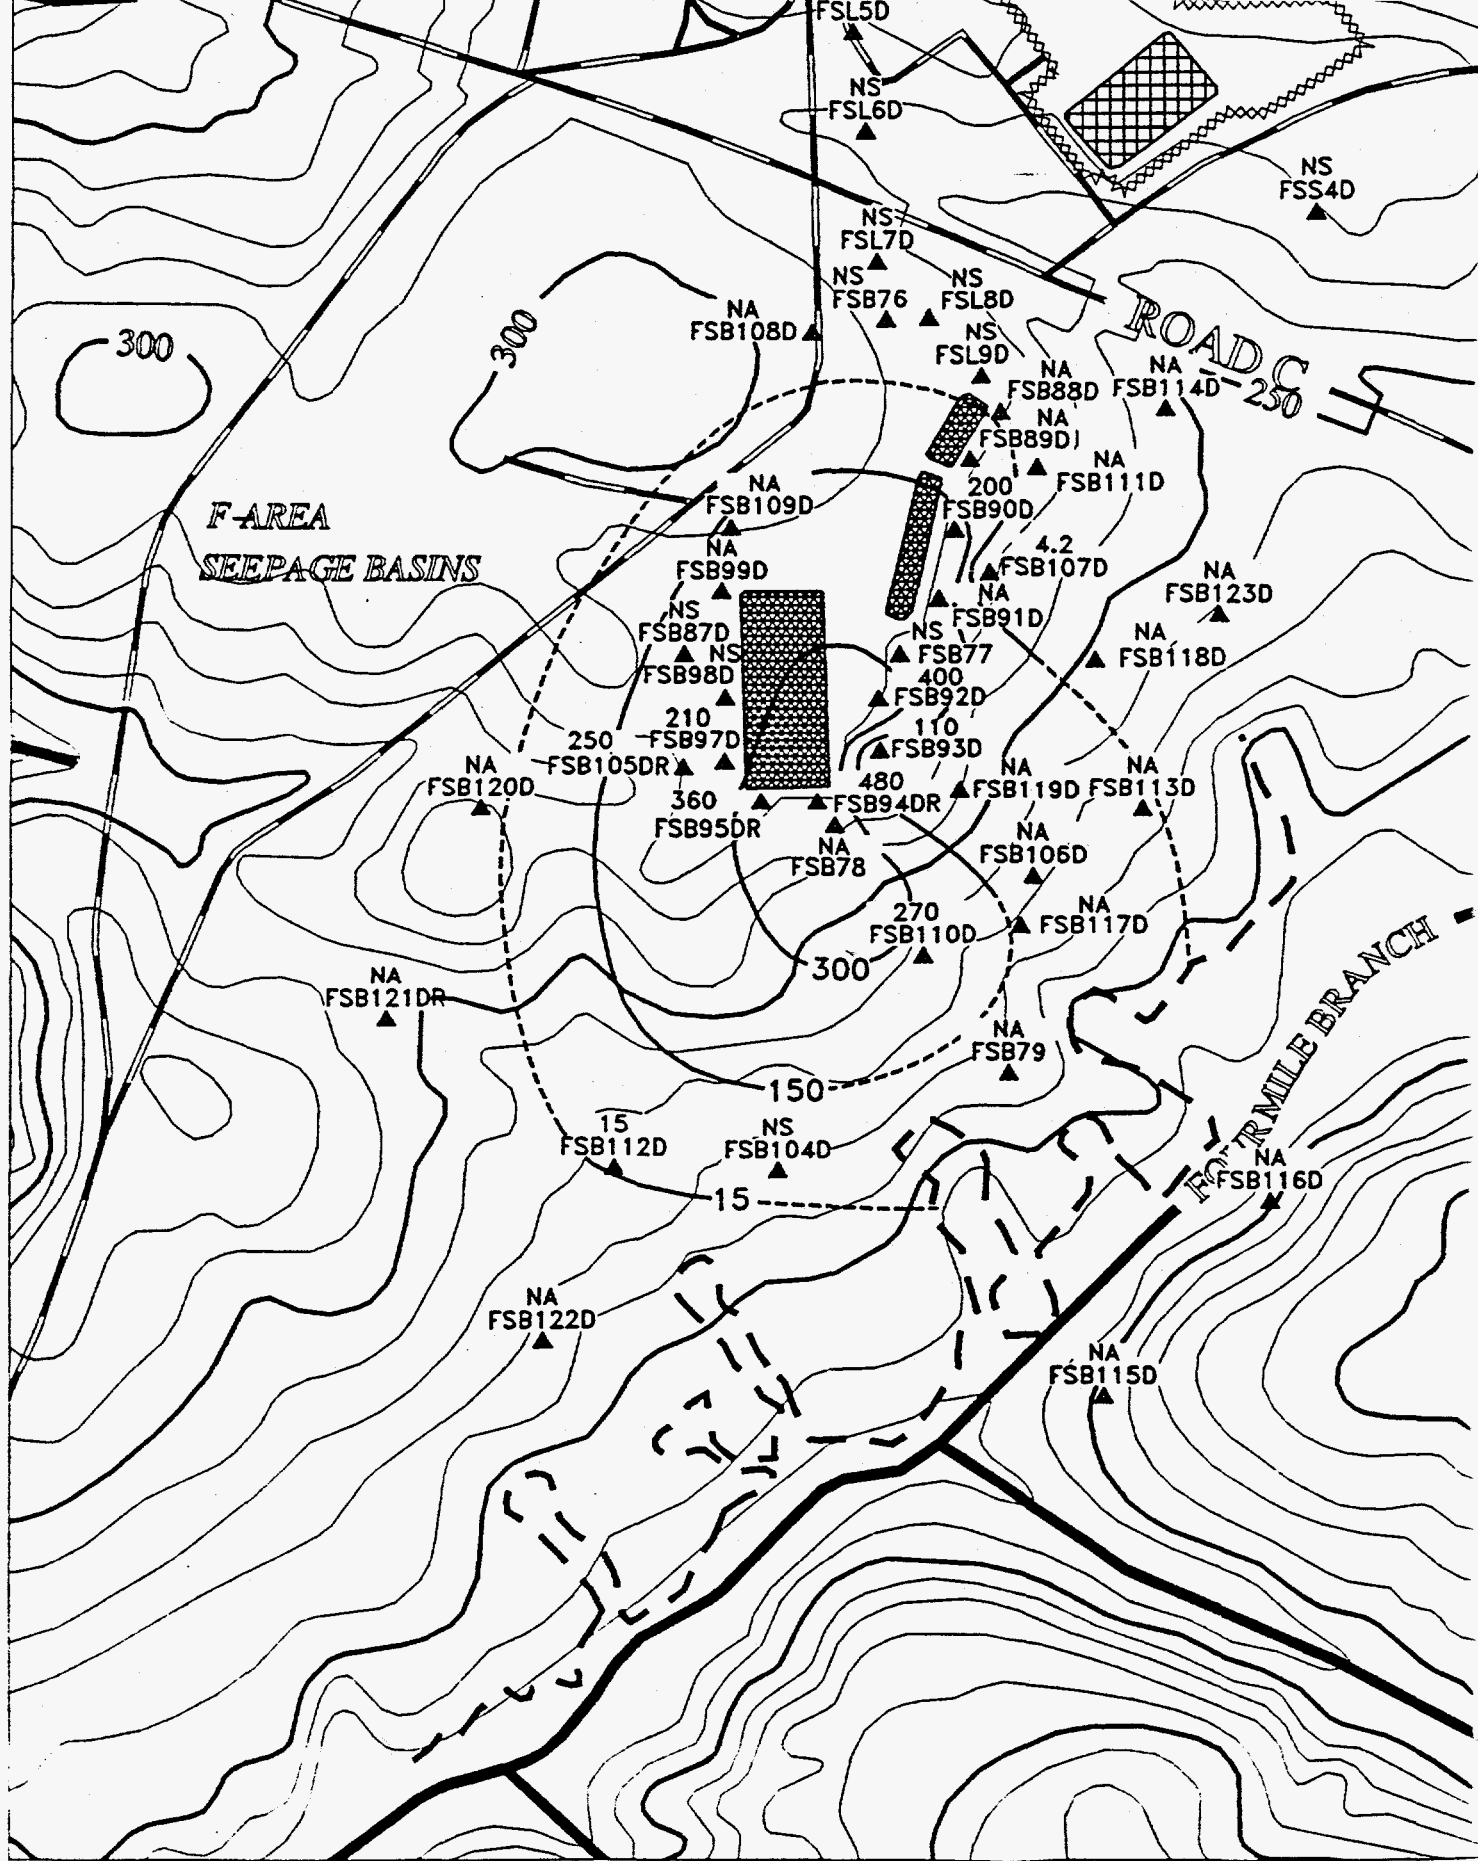 FSL5D
NS
FSL6D
NS
FSS4D
NS
FSL7D
NS
FSB76
NS
FSL8D
NA
FSB108D
NS
FSL9D
ROAD C
300
300
NA
FSB88D
NA
FSB114D
250
NA
FSB89D
NA
FSB111D
NA
FSB109D
200
FSB90D
F-AREA
SEEPAGE BASINS
NA
FSB99D
4.2
FSB107D
NA
FSB123D
NA
FSB91D
NS
FSB87D
NS
FSB77
NA
FSB118D
NS
FSB98D
400
FSB92D
210
FSB97D
110
FSB93D
250
FSB105DR
NA
FSB120D
480
FSB94DR
NA
FSB119D
NA
FSB113D
360
FSB95DR
NA
FSB78
NA
FSB106D
270
FSB110D
NA
FSB117D
300
NA
FSB121DR
FOURMILE BRANCH
NA
FSB79
150
15
FSB112D
NS
FSB104D
NA
FSB116D
15
NA
FSB122D
NA
FSB115D